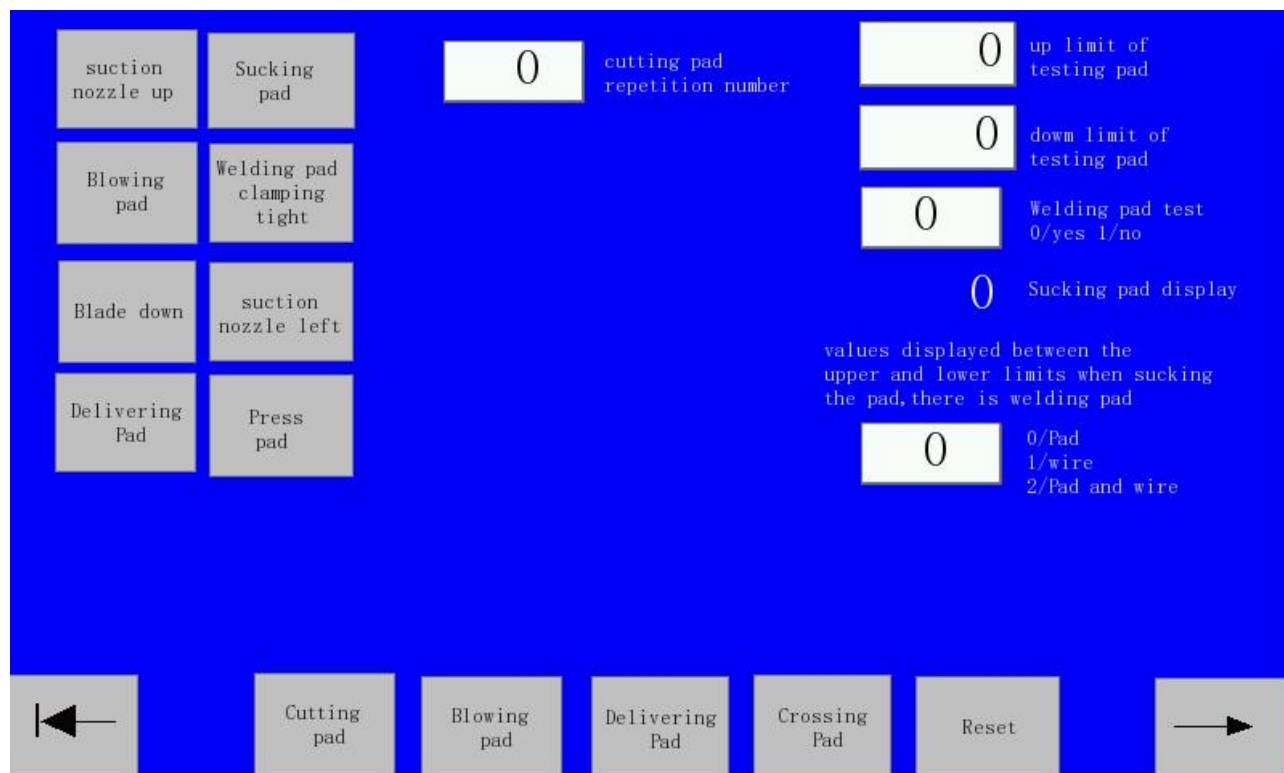 suction
nozzle up
Sucking
pad
0
cutting pad
repetition number
0
up limit of
testing pad
Blowing
pad
Welding pad
clamping
tight
0
dowm limit of
testing pad
0
Welding pad test
0/yes 1/no
Blade down
suction
nozzle left
0
Sucking pad display
values displayed between the
upper and lower limits when sucking
the pad,there is welding pad
Delivering
Pad
Press
pad
0
0/Pad
1/wire
2/Pad and wire
Cutting
pad
Blowing
pad
Delivering
Pad
Crossing
Pad
Reset